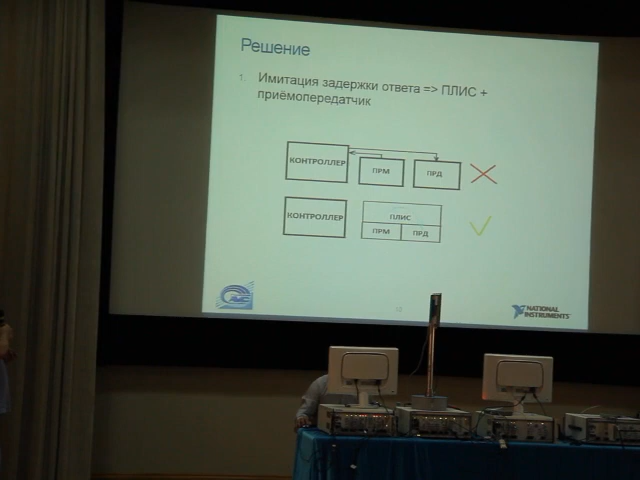 Решение
1. Имитация задержки ответа => ПЛИС +
приёмопередатчик
КОНТРОЛЛЕР
ПРМ
ПРД
КОНТРОЛЛЕР
ПЛИС
ПРМ
ПРД
NATIONAL
INSTRUMENTS